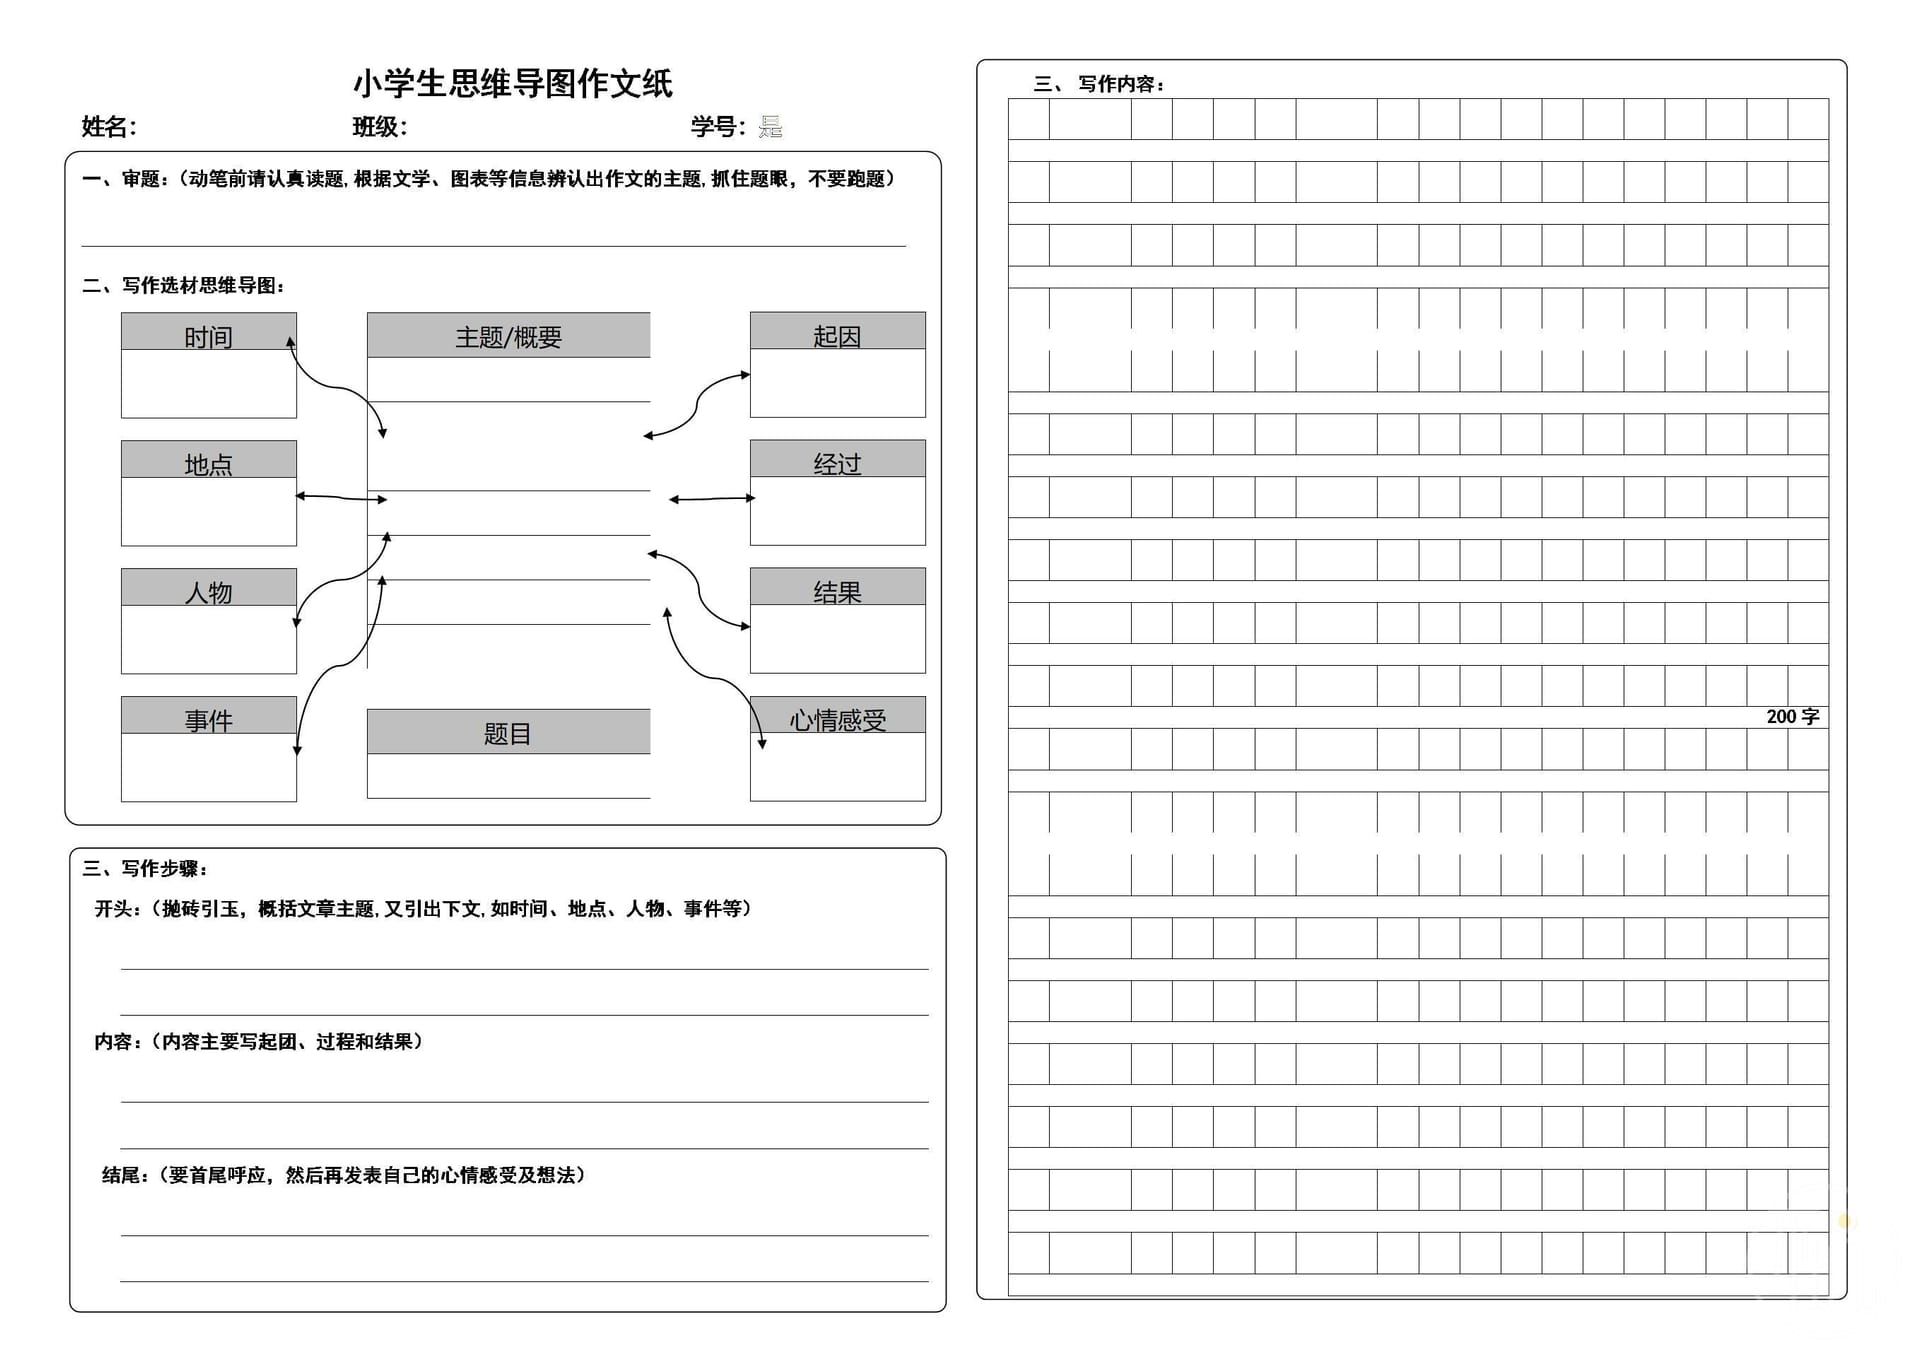 小学生思维导图作文纸
姓名： 班级： 学号：是
一、审题：（动笔前请认真读题,根据文学、图表等信息辨认出作文的主题,抓住题眼，不要跑题）
二、写作选材思维导图：
时间
主题/概要
起因
地点
经过
人物
结果
事件
题目
心情感受
三、写作步骤：
开头：（抛砖引玉，概括文章主题,又引出下文,如时间、地点、人物、事件等）
内容：（内容主要写起团、过程和结果）
结尾：（要首尾呼应，然后再发表自己的心情感受及想法）
三、 写作内容：
200 字